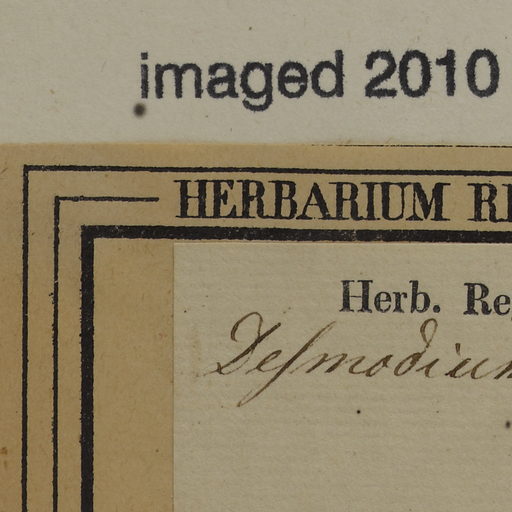 imaged 2010
HERBARIUM
Herb.
Deſmodium